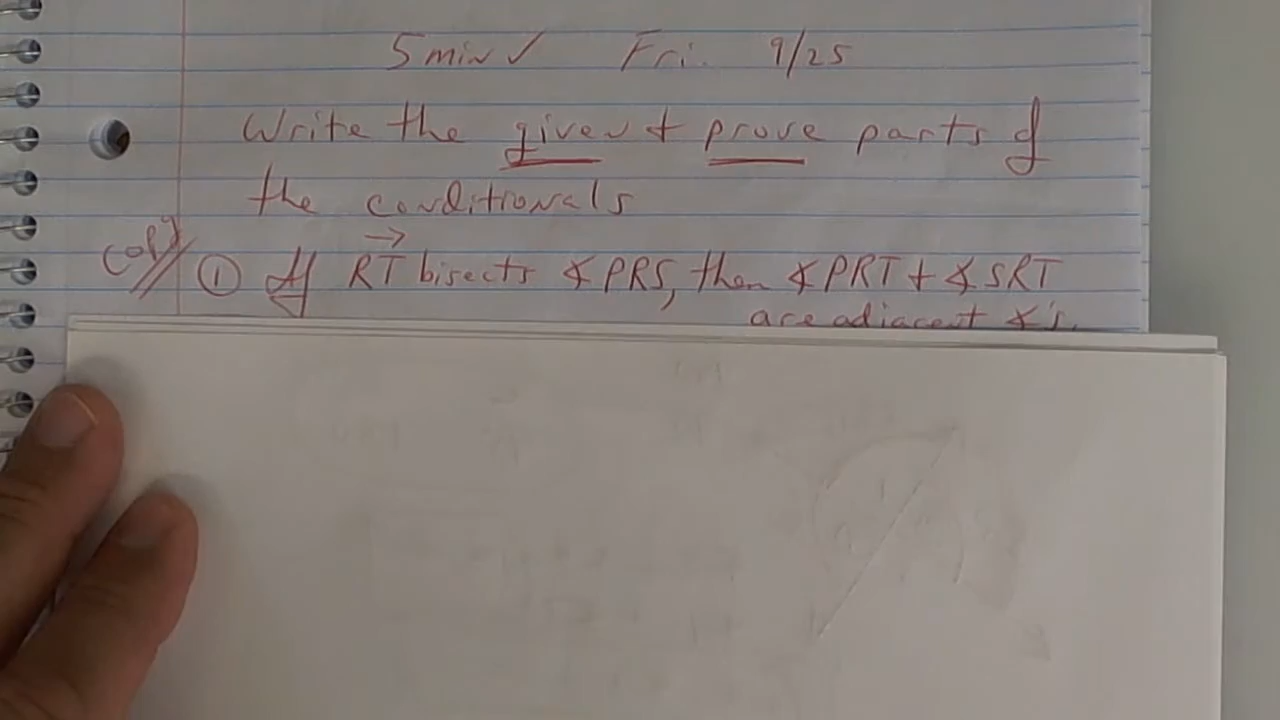 5 min ✓ Fri. 9/25
Write the given + prove parts of
the conditionals
(copy // ① If RT→ bisects ∡PRS, then ∡PRT + ∡SRT
are adjacent ∡'s.